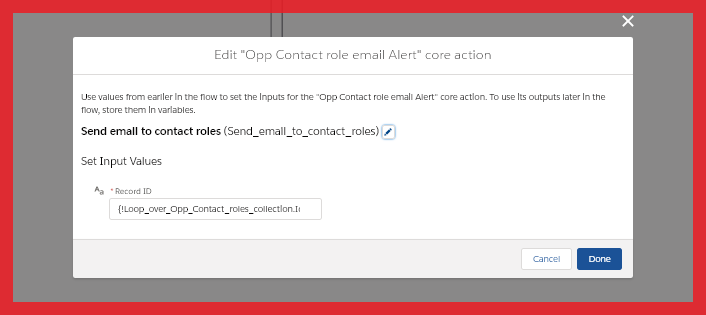 Edit "Opp Contact role email Alert" core action
Use values from earlier in the flow to set the inputs for the "Opp Contact role email Alert" core action. To use its outputs later in the
flow, store them in variables.
Send email to contact roles (Send_email_to_contact_roles)
Set Input Values
Aa * Record ID
{!Loop_over_Opp_Contact_roles_collection.Ic
Cancel Done